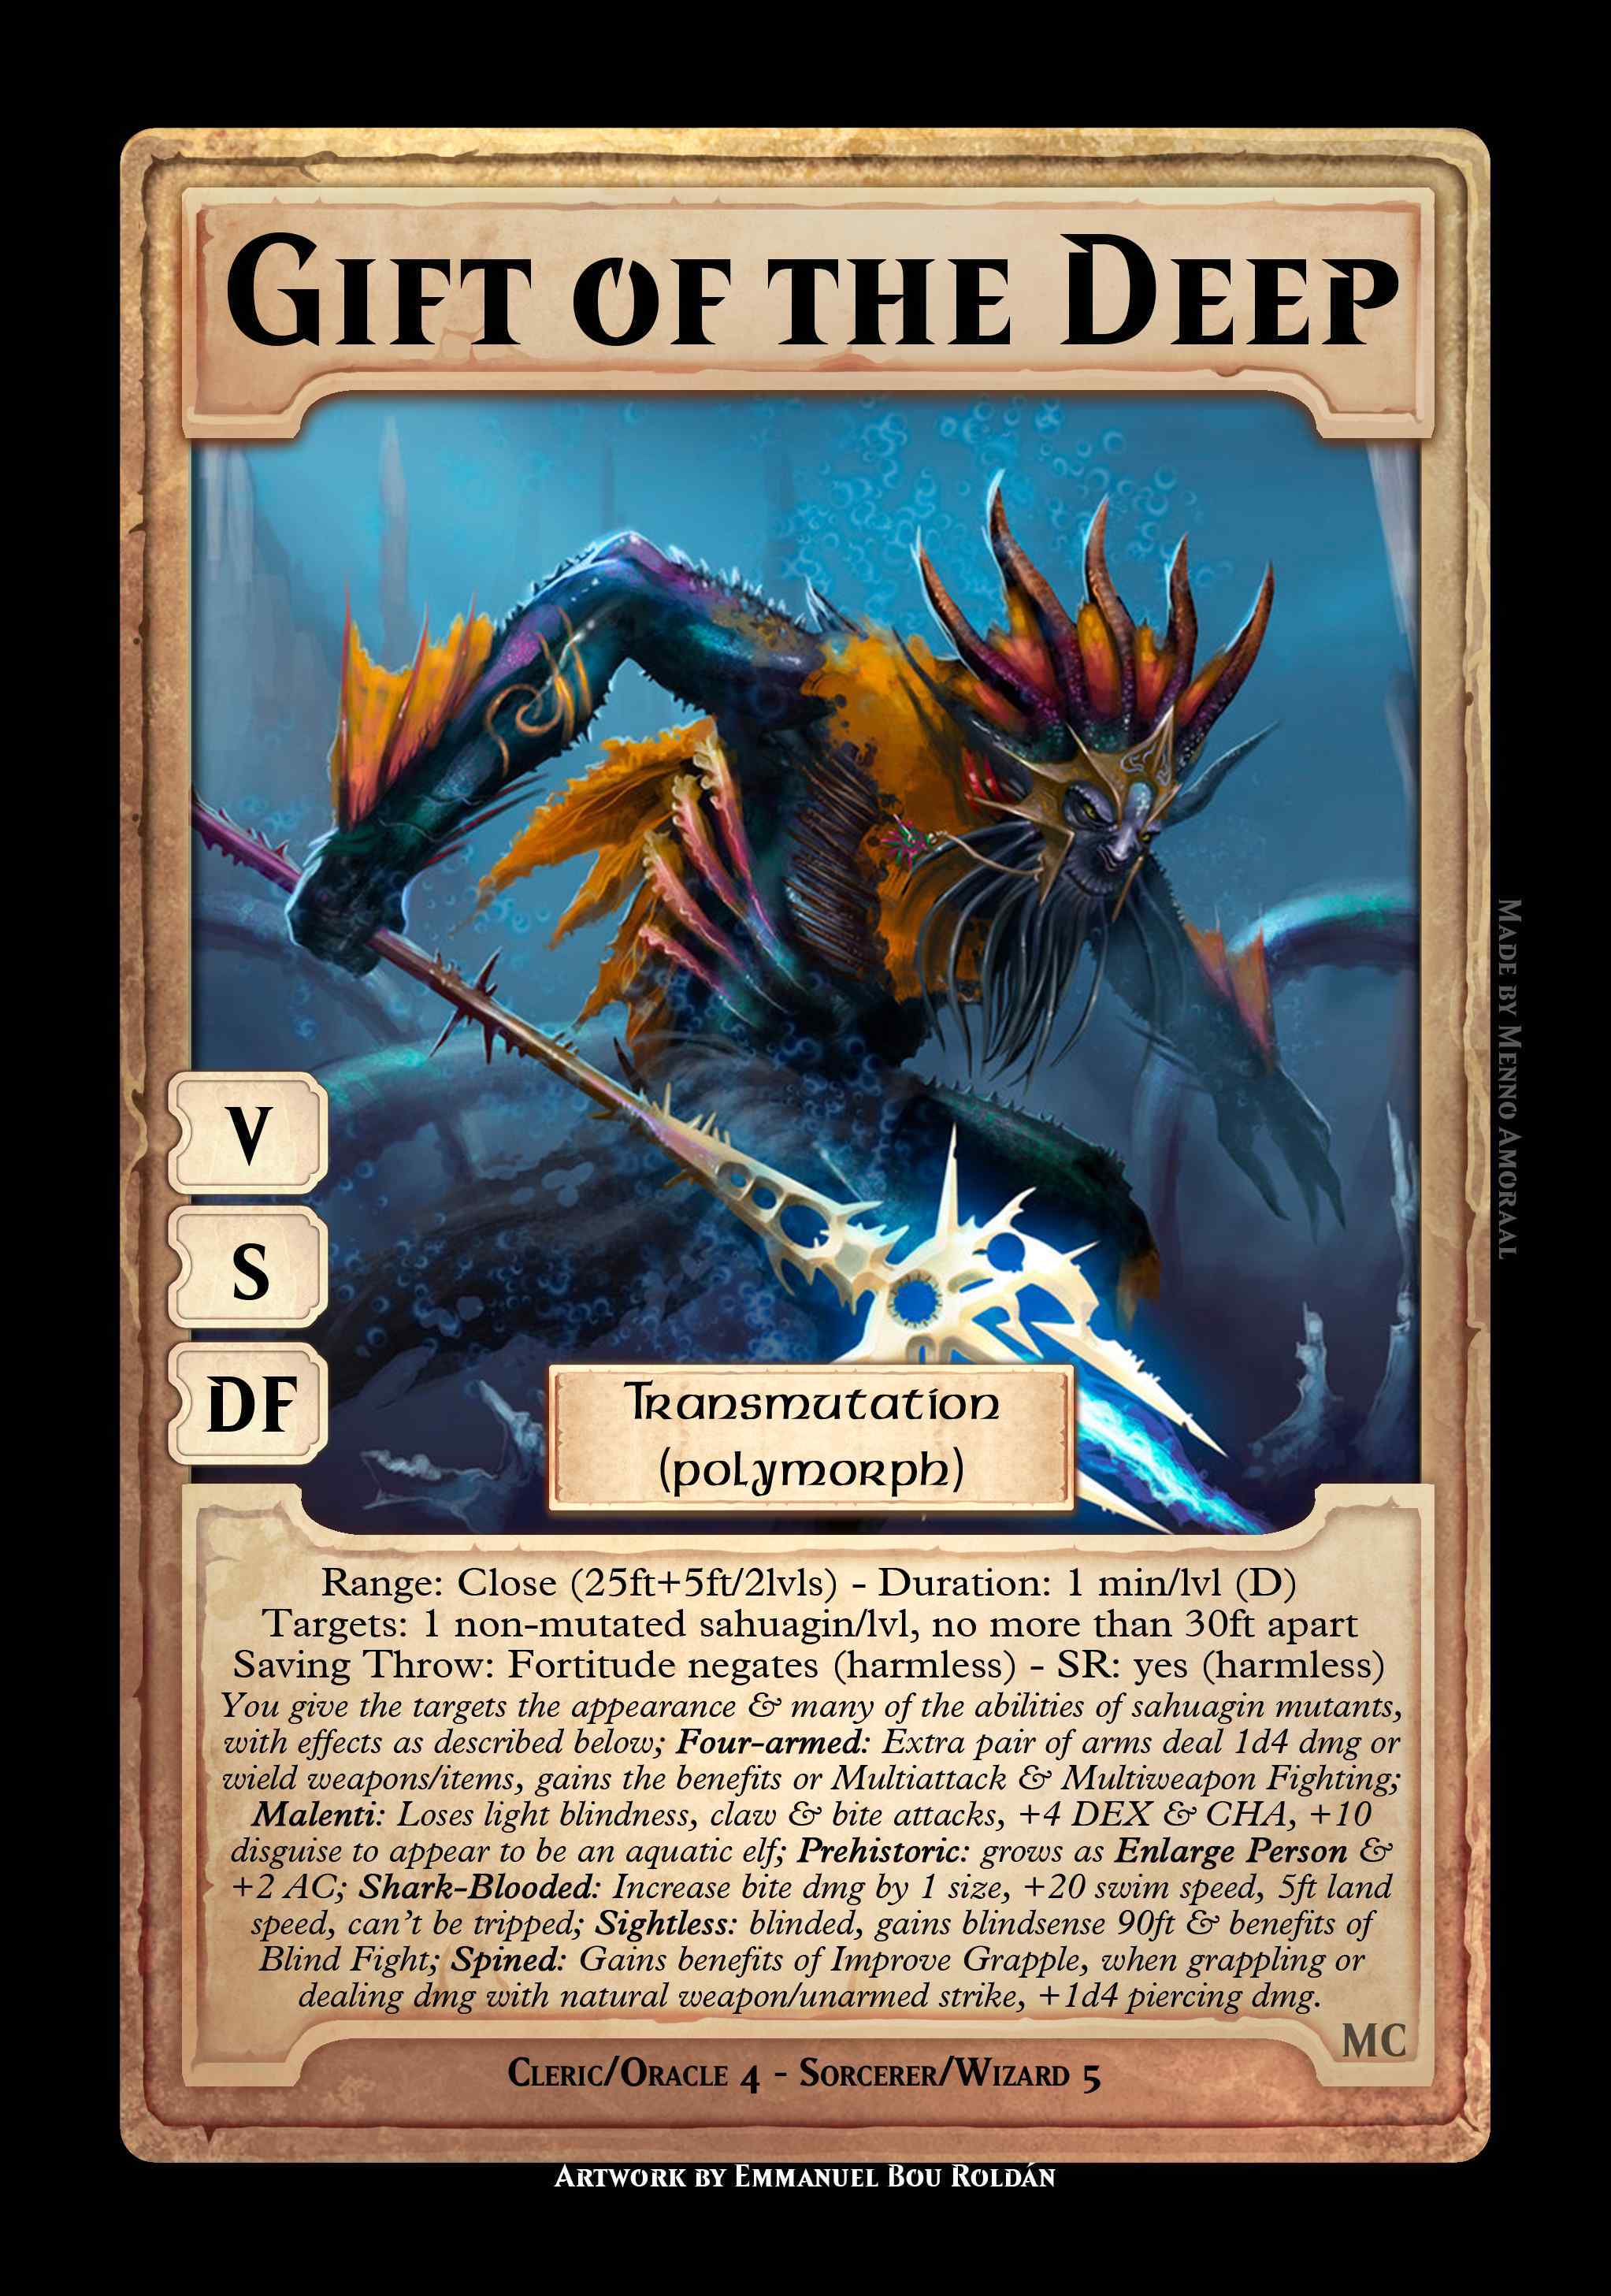 Gift of the Deep
V
S
DF
Transmutation
(polymorph)
Range: Close (25ft+5ft/2lvls) - Duration: 1 min/lvl (D)
Targets: 1 non-mutated sahuagin/lvl, no more than 30ft apart
Saving Throw: Fortitude negates (harmless) - SR: yes (harmless)
You give the targets the appearance & many of the abilities of sahuagin mutants,
with effects as described below; Four-armed: Extra pair of arms deal 1d4 dmg or
wield weapons/items, gains the benefits or Multiattack & Multiweapon Fighting;
Malenti: Loses light blindness, claw & bite attacks, +4 DEX & CHA, +10
disguise to appear to be an aquatic elf; Prehistoric: grows as Enlarge Person &
+2 AC; Shark-Blooded: Increase bite dmg by 1 size, +20 swim speed, 5ft land
speed, can't be tripped; Sightless: blinded, gains blindsense 90ft & benefits of
Blind Fight; Spined: Gains benefits of Improve Grapple, when grappling or
dealing dmg with natural weapon/unarmed strike, +1d4 piercing dmg.
MC
Cleric/Oracle 4 - Sorcerer/Wizard 5
Artwork by Emmanuel Bou Roldán
Made by Menno Amoraal